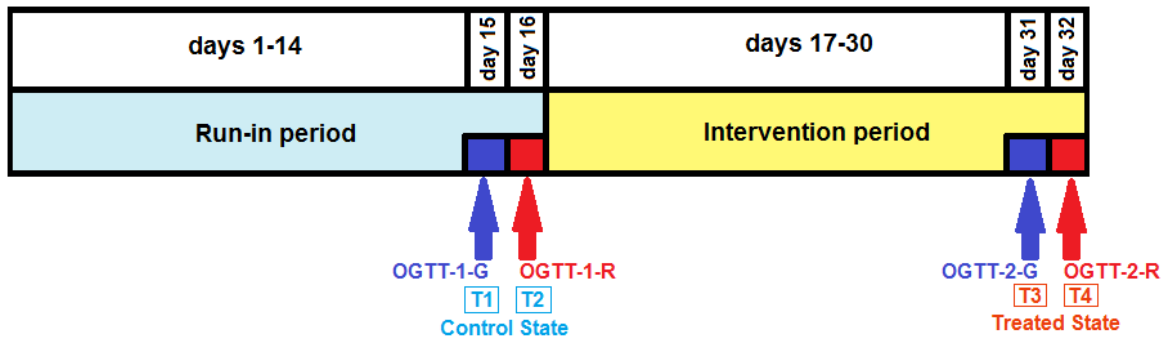 days 1-14
day 15
day 16
days 17-30
day 31
day 32
Run-in period
Intervention period
OGTT-1-G
OGTT-1-R
OGTT-2-G
OGTT-2-R
T1
T2
T3
T4
Control State
Treated State